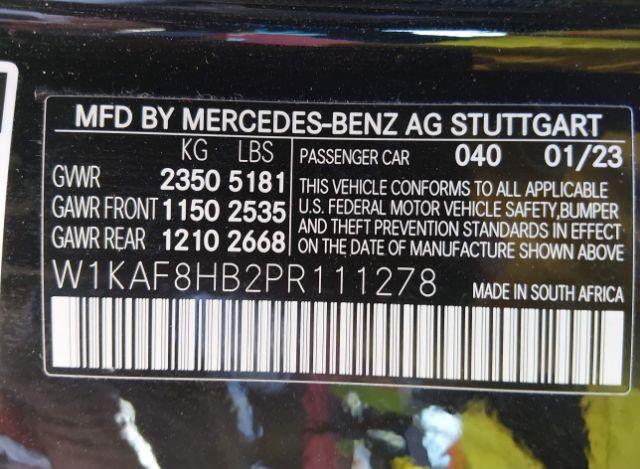 MFD BY MERCEDES-BENZ AG STUTTGART
KG LBS
GVWR 2350 5181
GAWR FRONT 1150 2535
GAWR REAR 1210 2668
PASSENGER CAR 040 01/23
THIS VEHICLE CONFORMS TO ALL APPLICABLE
U.S. FEDERAL MOTOR VEHICLE SAFETY, BUMPER
AND THEFT PREVENTION STANDARDS IN EFFECT
ON THE DATE OF MANUFACTURE SHOWN ABOVE
W1KAF8HB2PR111278
MADE IN SOUTH AFRICA